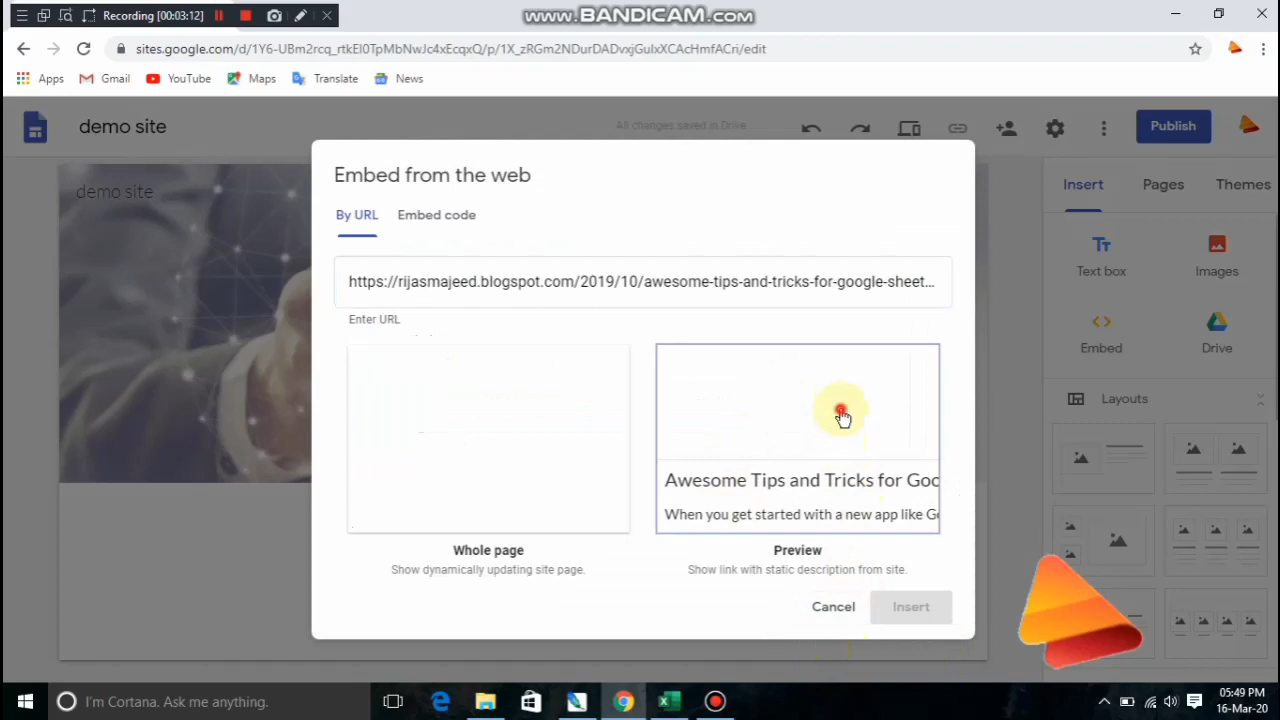 Recording [00:03:12]
www.BANDICAM.com
sites.google.com/d/1Y6-UBm2rcq_rtkEl0TpMbNwJc4xEcqxQ/p/1X_zRGm2NDurDADvxjGulxXCAcHmfACri/edit
Apps Gmail YouTube Maps Translate News
demo site
All changes saved in Drive
Publish
demo site
Embed from the web
By URL Embed code
https://rijasmajeed.blogspot.com/2019/10/awesome-tips-and-tricks-for-google-sheet...
Enter URL
Awesome Tips and Tricks for Goo
When you get started with a new app like G
Whole page
Show dynamically updating site page.
Preview
Show link with static description from site.
Cancel Insert
Insert Pages Themes
Text box Images
Embed Drive
Layouts
I'm Cortana. Ask me anything.
05:49 PM
16-Mar-20